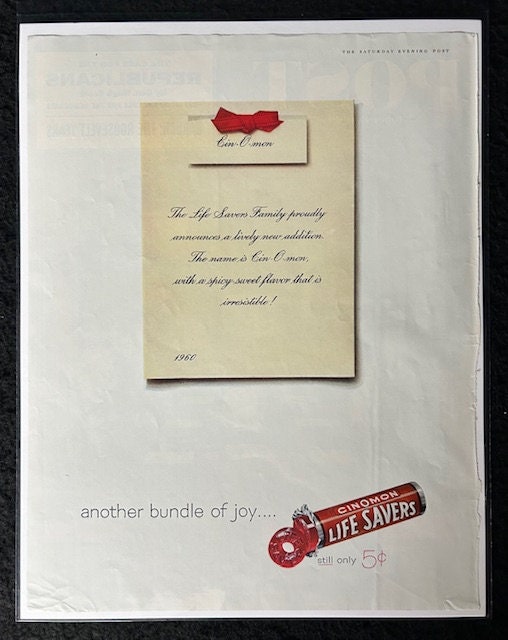 THE SATURDAY EVENING POST
Cin·O·mon
The Life Savers Family proudly
announces a lively new addition.
The name is Cin·O·mon,
with a spicy-sweet flavor that is
irresistible!
1960
another bundle of joy....
CINOMON
LIFE SAVERS
still only 5¢